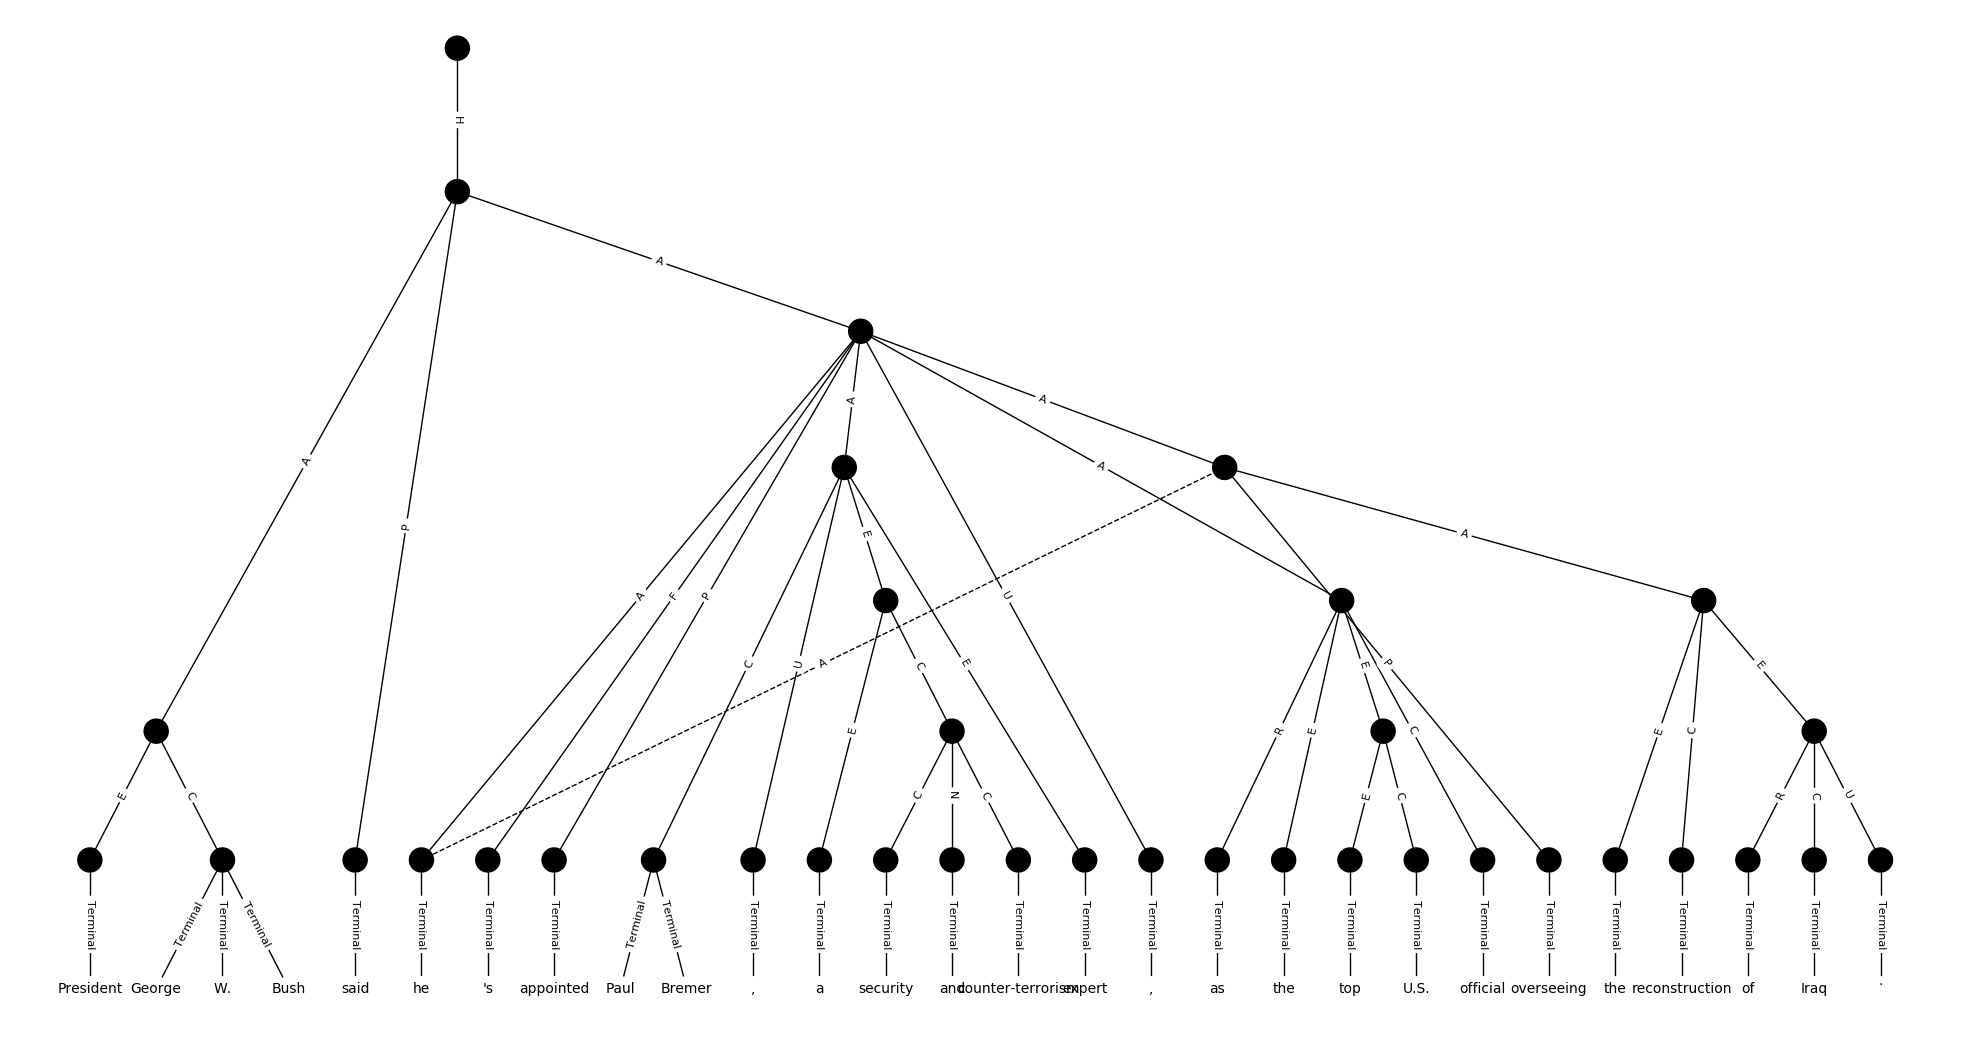 H
A
A
A
A
P
A
E
A
A
F
P
U
C
U
A
C
E
E
P
E
R
E
C
E
C
E
C
E
C
C
N
C
E
C
R
C
U
Terminal Terminal Terminal Terminal Terminal Terminal Terminal Terminal Terminal Terminal Terminal Terminal Terminal Terminal Terminal Terminal Terminal Terminal Terminal Terminal Terminal Terminal Terminal Terminal Terminal Terminal Terminal Terminal
President George W. Bush said he 's appointed Paul Bremer , a security and counter-terrorism expert , as the top U.S. official overseeing the reconstruction of Iraq .